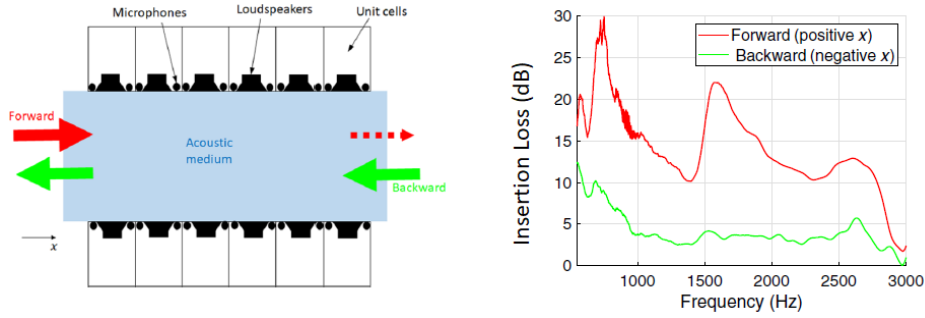 Microphones
Loudspeakers
Unit cells
Forward
Acoustic
medium
Backward
x
30
25
20
15
10
5
0
Insertion Loss (dB)
Forward (positive x)
Backward (negative x)
1000
1500
2000
2500
3000
Frequency (Hz)